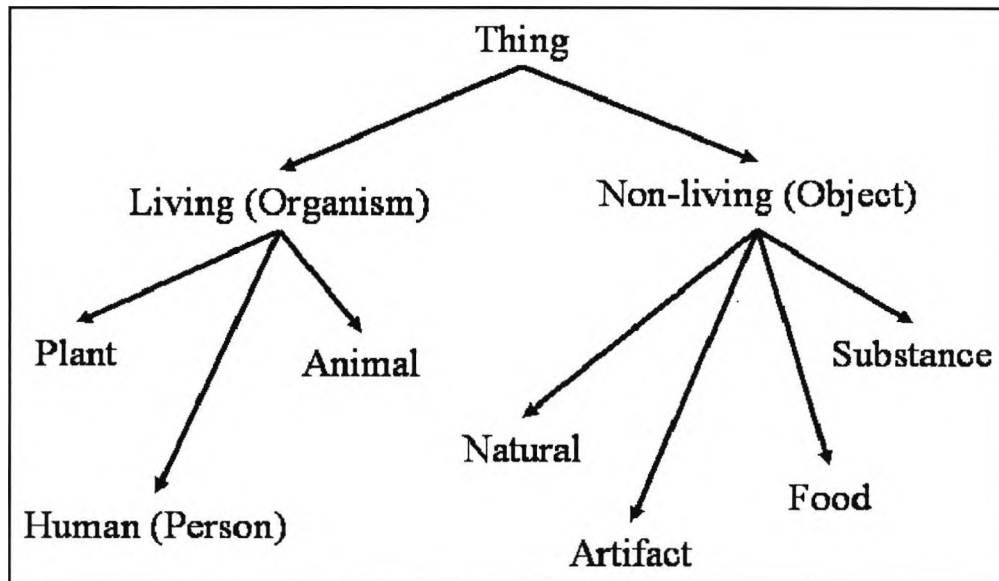 Thing
Living (Organism)
Non-living (Object)
Plant
Animal
Substance
Natural
Food
Human (Person)
Artifact